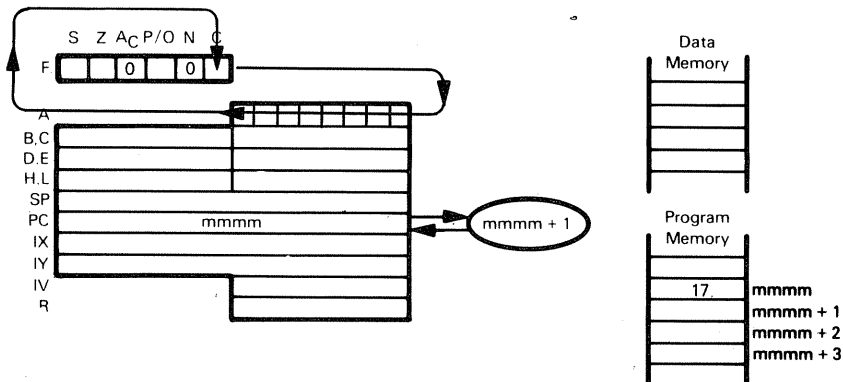 S Z AC P/O N C
F
0 0
A
B,C
D,E
H,L
SP
PC
mmmm
mmmm + 1
IX
IY
IV
R
Data
Memory
Program
Memory
17 mmmm
mmmm + 1
mmmm + 2
mmmm + 3